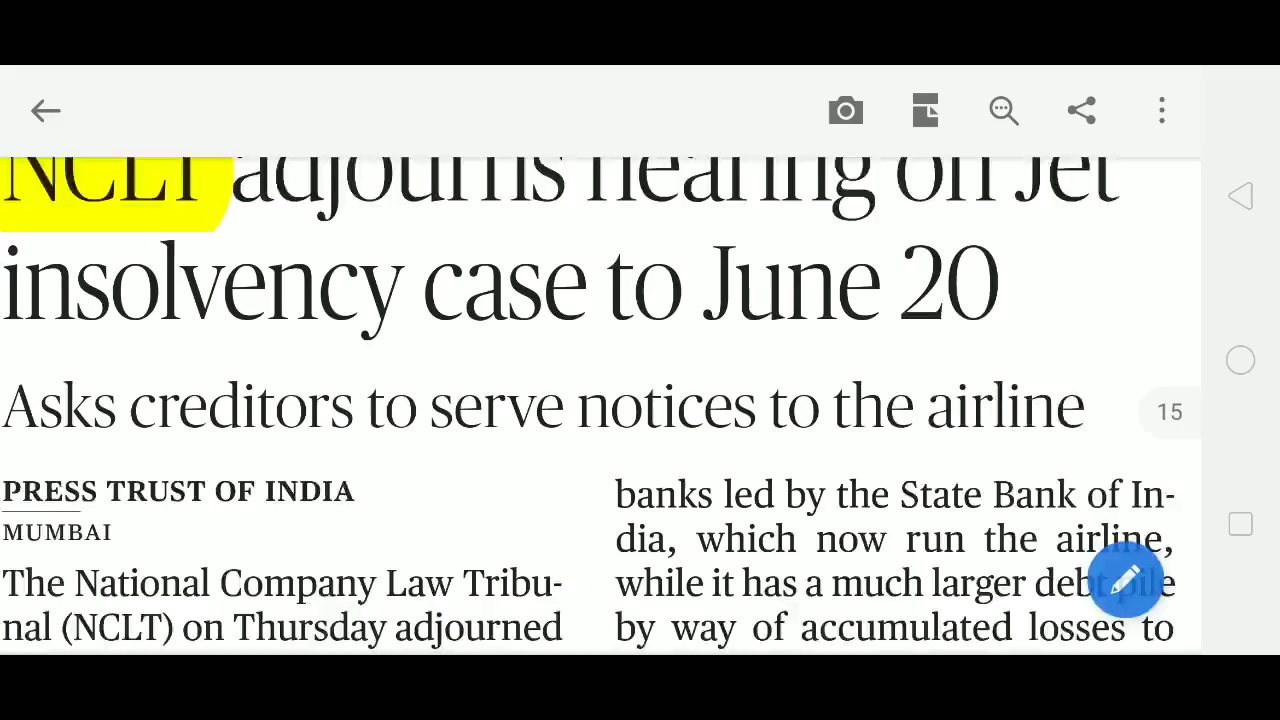 NCLT adjourns hearing on Jet
insolvency case to June 20
Asks creditors to serve notices to the airline
15
PRESS TRUST OF INDIA
MUMBAI
The National Company Law Tribu-
nal (NCLT) on Thursday adjourned
banks led by the State Bank of In-
dia, which now run the airline,
while it has a much larger debt pile
by way of accumulated losses to